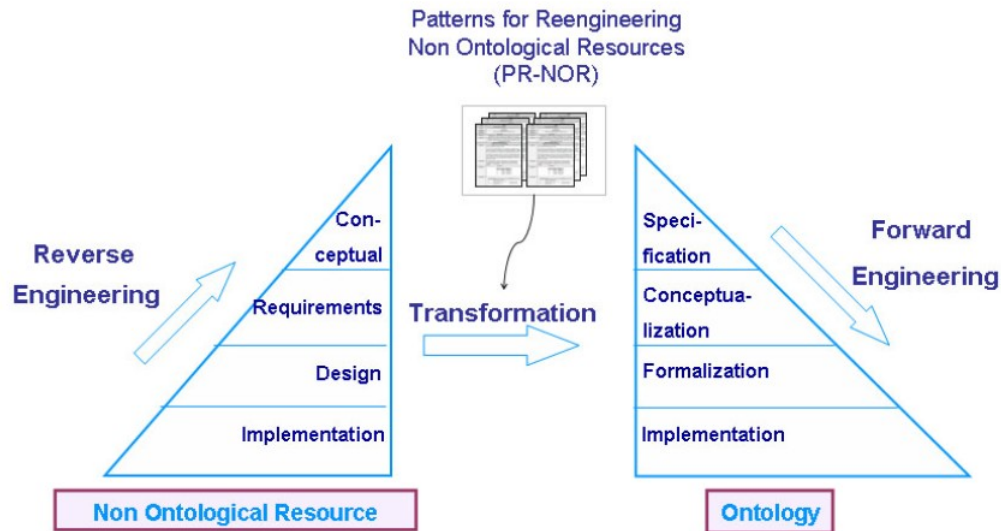 Patterns for Reengineering
Non Ontological Resources
(PR-NOR)
Reverse
Engineering
Con-
ceptual
Requirements
Design
Implementation
Non Ontological Resource
Transformation
Speci-
fication
Conceptua-
lization
Formalization
Implementation
Ontology
Forward
Engineering